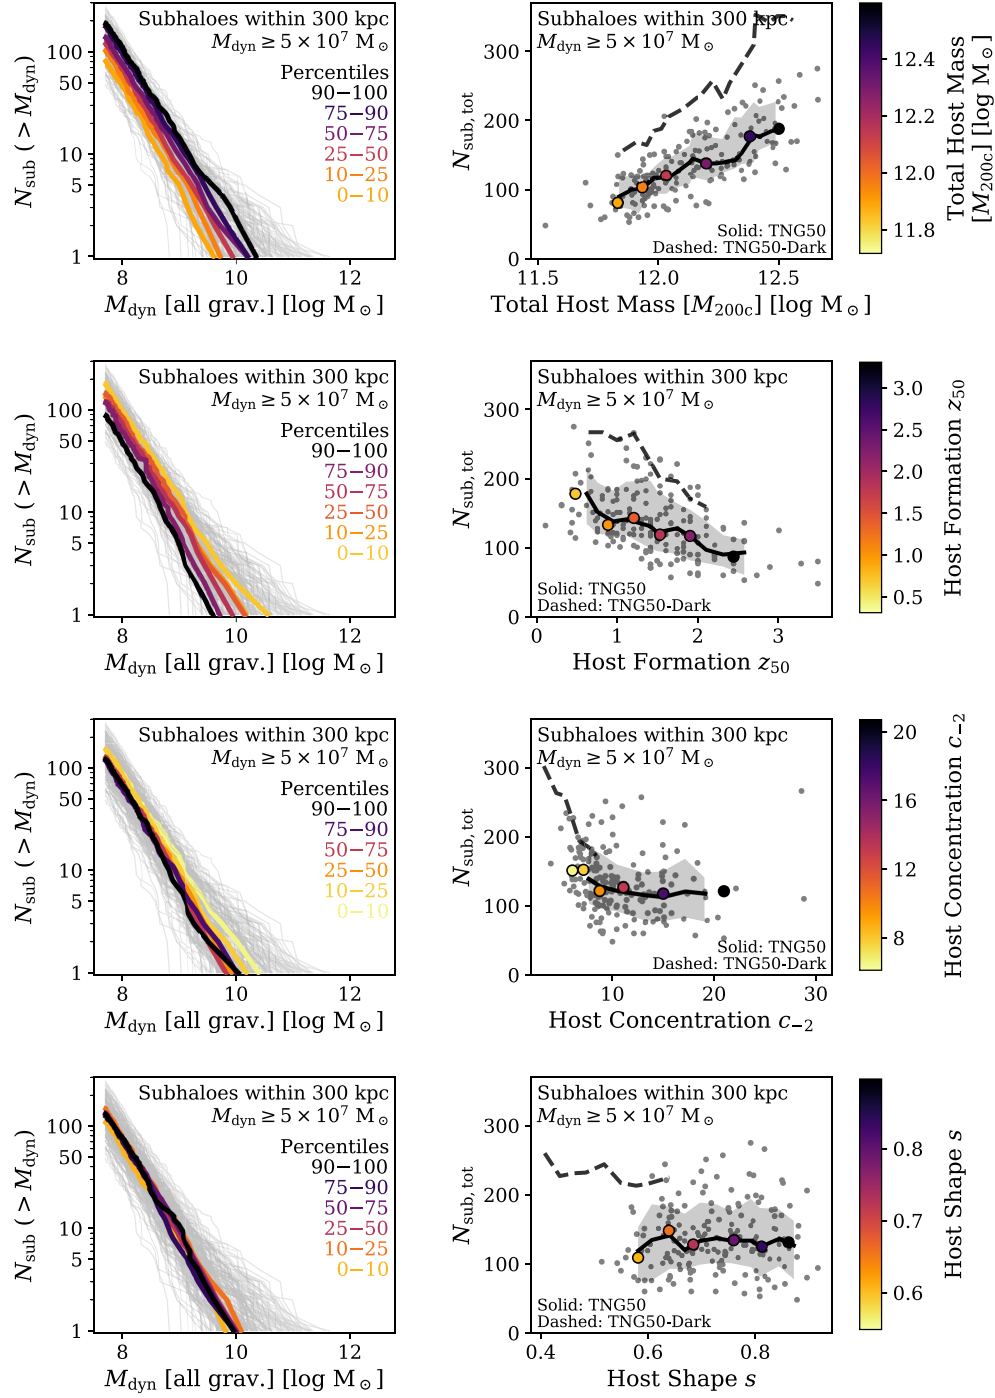 Subhaloes within 300 kpc
M_dyn ≥ 5 × 10^7 M_⊙
Percentiles
90−100
75−90
50−75
25−50
10−25
0−10
100
50
10
5
1
8
10
12
N_sub (> M_dyn)
M_dyn [all grav.] [log M_⊙]
Subhaloes within 300 kpc
M_dyn ≥ 5 × 10^7 M_⊙
Solid: TNG50
Dashed: TNG50-Dark
300
200
100
0
11.5
12.0
12.5
N_sub, tot
Total Host Mass [M_200c] [log M_⊙]
12.4
12.2
12.0
11.8
Total Host Mass
[M_200c] [log M_⊙]
Subhaloes within 300 kpc
M_dyn ≥ 5 × 10^7 M_⊙
Percentiles
90−100
75−90
50−75
25−50
10−25
0−10
100
50
10
5
1
8
10
12
N_sub (> M_dyn)
M_dyn [all grav.] [log M_⊙]
Subhaloes within 300 kpc
M_dyn ≥ 5 × 10^7 M_⊙
Solid: TNG50
Dashed: TNG50-Dark
300
200
100
0
0
1
2
3
N_sub, tot
Host Formation z_50
3.0
2.5
2.0
1.5
1.0
0.5
Host Formation z_50
Subhaloes within 300 kpc
M_dyn ≥ 5 × 10^7 M_⊙
Percentiles
90−100
75−90
50−75
25−50
10−25
0−10
100
50
10
5
1
8
10
12
N_sub (> M_dyn)
M_dyn [all grav.] [log M_⊙]
Subhaloes within 300 kpc
M_dyn ≥ 5 × 10^7 M_⊙
Solid: TNG50
Dashed: TNG50-Dark
300
200
100
0
10
20
30
N_sub, tot
Host Concentration c_−2
20
16
12
8
Host Concentration c_−2
Subhaloes within 300 kpc
M_dyn ≥ 5 × 10^7 M_⊙
Percentiles
90−100
75−90
50−75
25−50
10−25
0−10
100
50
10
5
1
8
10
12
N_sub (> M_dyn)
M_dyn [all grav.] [log M_⊙]
Subhaloes within 300 kpc
M_dyn ≥ 5 × 10^7 M_⊙
Solid: TNG50
Dashed: TNG50-Dark
300
200
100
0
0.4
0.6
0.8
N_sub, tot
Host Shape s
0.8
0.7
0.6
Host Shape s